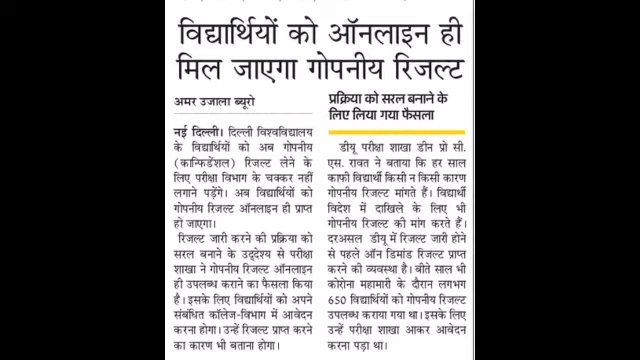 विद्यार्थियों को ऑनलाइन ही
मिल जाएगा गोपनीय रिजल्ट
अमर उजाला ब्यूरो
नई दिल्ली। दिल्ली विश्वविद्यालय
के विद्यार्थियों को अब गोपनीय
(कान्फिडेंशल) रिजल्ट लेने के
लिए परीक्षा विभाग के चक्कर नहीं
लगाने पड़ेंगे। अब विद्यार्थियों को
गोपनीय रिजल्ट ऑनलाइन ही प्राप्त
हो जाएगा।
रिजल्ट जारी करने की प्रक्रिया को
सरल बनाने के उद्देश्य से परीक्षा
शाखा ने गोपनीय रिजल्ट ऑनलाइन
ही उपलब्ध कराने का फैसला किया
है। इसके लिए विद्यार्थियों को अपने
संबंधित कॉलेज-विभाग में आवेदन
करना होगा। उन्हें रिजल्ट प्राप्त करने
का कारण भी बताना होगा।
प्रक्रिया को सरल बनाने के
लिए लिया गया फैसला
डीयू परीक्षा शाखा डीन प्रो सी.
एस. रावत ने बताया कि हर साल
काफी विद्यार्थी किसी न किसी कारण
गोपनीय रिजल्ट मांगते हैं। विद्यार्थी
विदेश में दाखिले के लिए भी
गोपनीय रिजल्ट की मांग करते हैं।
दरअसल डीयू में रिजल्ट जारी होने
से पहले ऑन डिमांड रिजल्ट प्राप्त
करने की व्यवस्था है। बीते साल भी
कोरोना महामारी के दौरान लगभग
650 विद्यार्थियों को गोपनीय रिजल्ट
उपलब्ध कराया गया था। इसके लिए
उन्हें परीक्षा शाखा आकर आवेदन
करना पड़ा था।